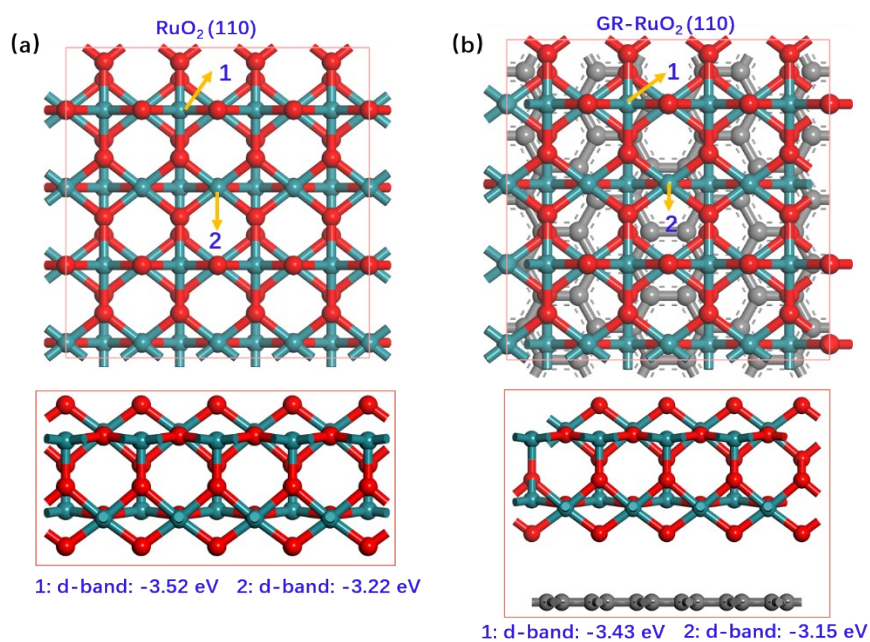 (a)
RuO₂ (110)
1
2
1: d-band: -3.52 eV 2: d-band: -3.22 eV
(b)
GR-RuO₂ (110)
1
2
1: d-band: -3.43 eV 2: d-band: -3.15 eV